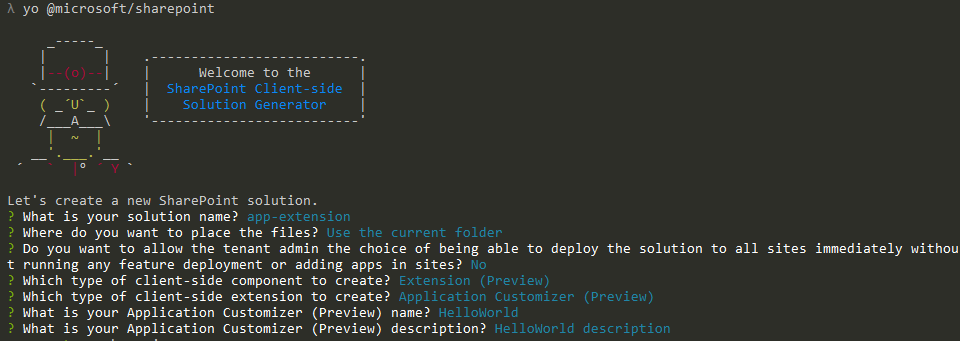 λ yo @microsoft/sharepoint
Welcome to the
SharePoint Client-side
Solution Generator
Let's create a new SharePoint solution.
? What is your solution name? app-extension
? Where do you want to place the files? Use the current folder
? Do you want to allow the tenant admin the choice of being able to deploy the solution to all sites immediately withou
t running any feature deployment or adding apps in sites? No
? Which type of client-side component to create? Extension (Preview)
? Which type of client-side extension to create? Application Customizer (Preview)
? What is your Application Customizer (Preview) name? HelloWorld
? What is your Application Customizer (Preview) description? HelloWorld description